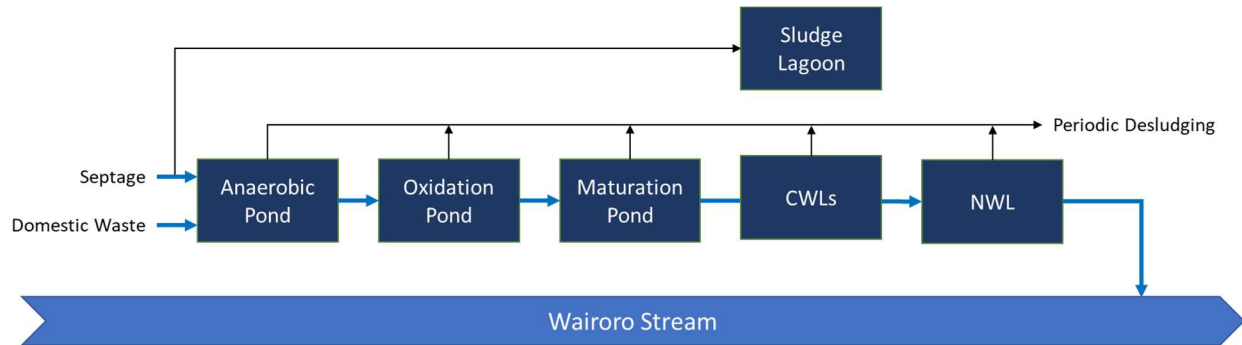 Sludge
Lagoon
Periodic Desludging
Septage
Domestic Waste
Anaerobic
Pond
Oxidation
Pond
Maturation
Pond
CWLs
NWL
Wairoro Stream